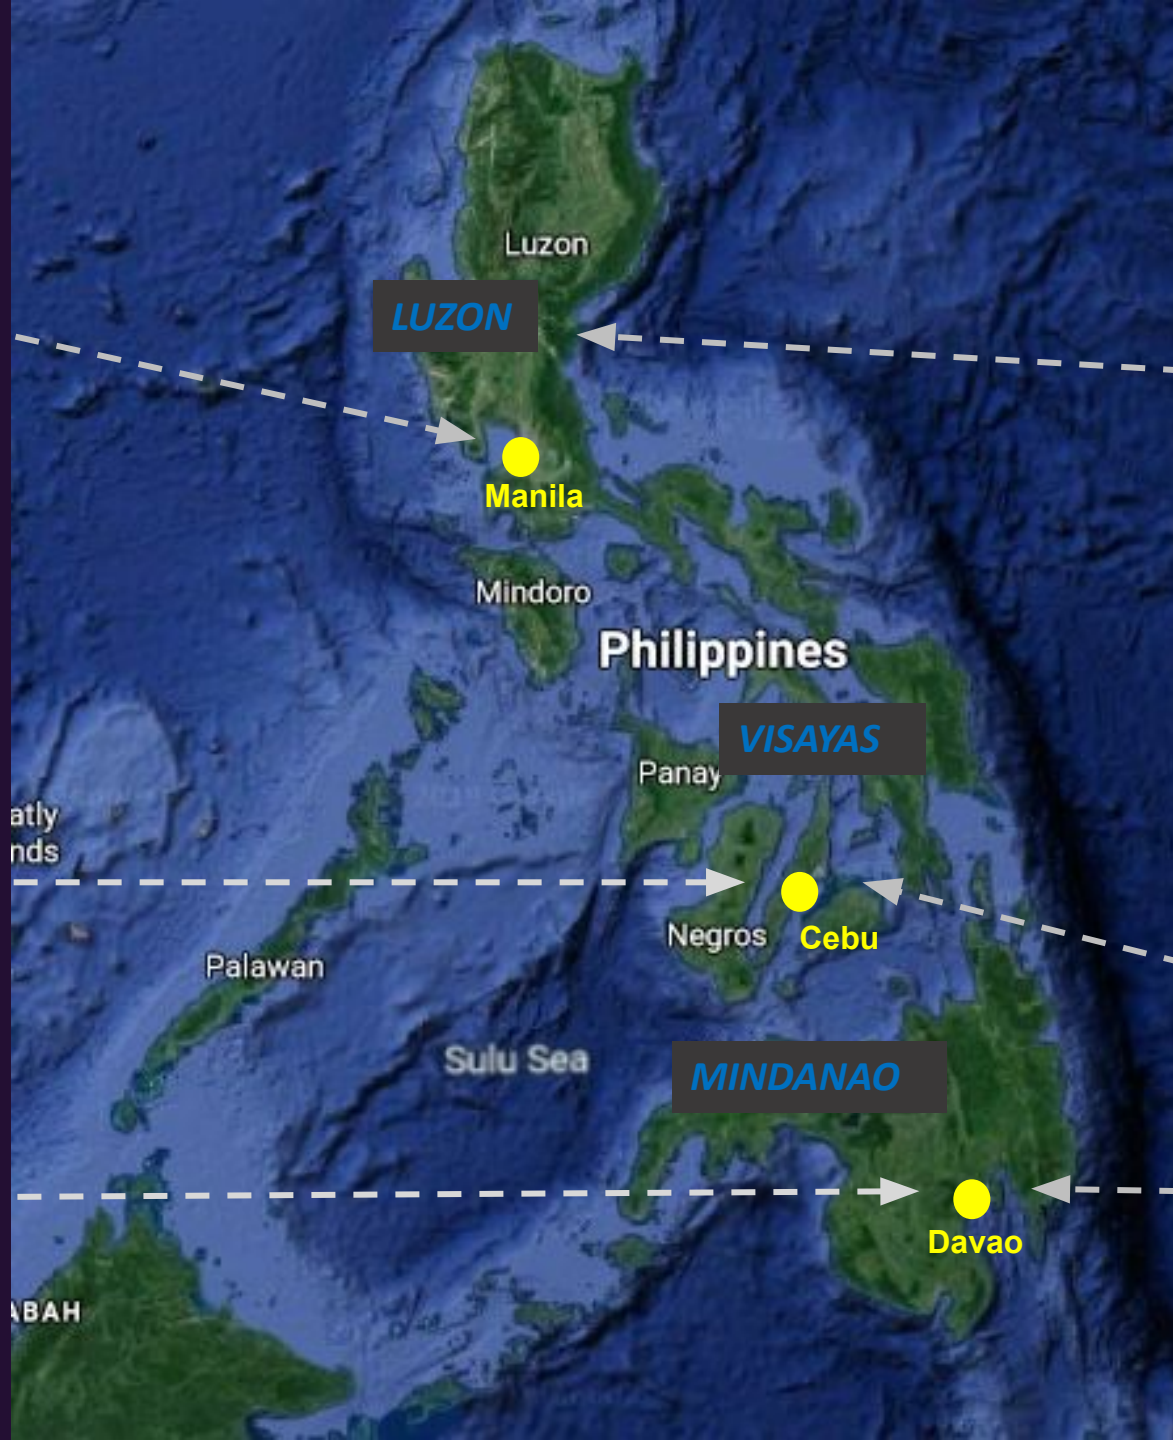 Luzon
LUZON
Manila
Mindoro
Philippines
VISAYAS
Panay
atly
nds
Negros
Cebu
Palawan
Sulu Sea
MINDANAO
Davao
ABAH